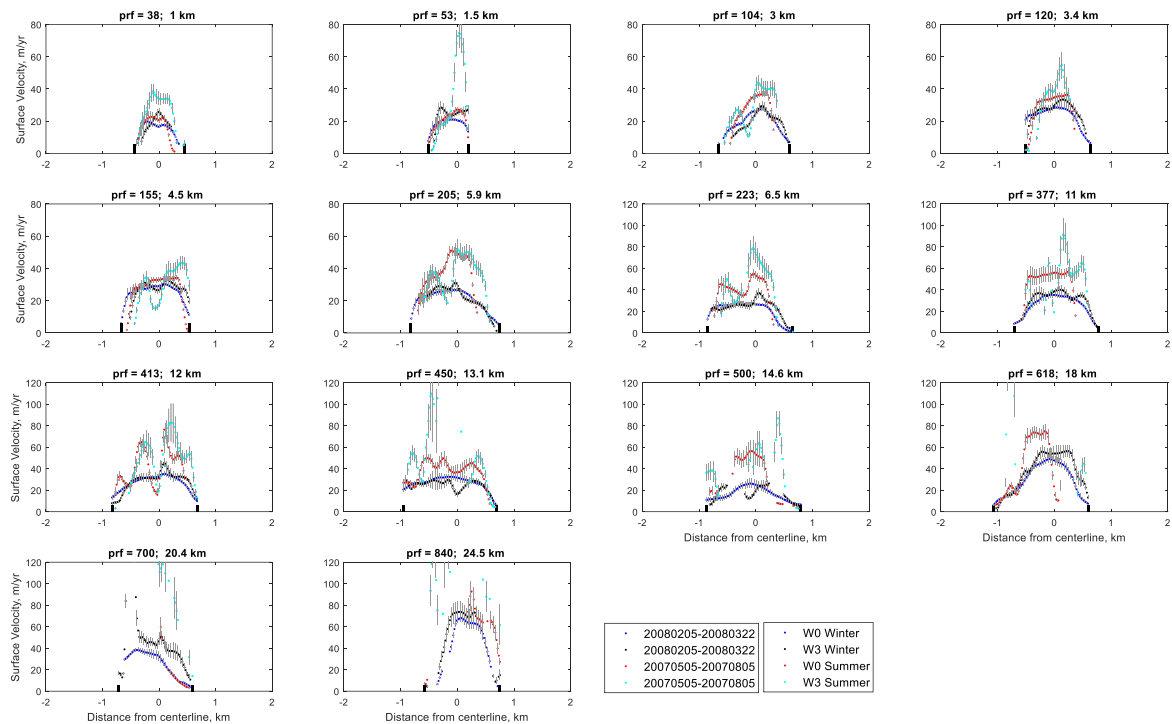 prf = 38;  1 km
prf = 53;  1.5 km
prf = 104;  3 km
prf = 120;  3.4 km
Surface Velocity, m/yr
80
60
40
20
0
-2 -1 0 1 2
80
60
40
20
0
-2 -1 0 1 2
80
60
40
20
0
-2 -1 0 1 2
80
60
40
20
0
-2 -1 0 1 2
prf = 155;  4.5 km
prf = 205;  5.9 km
prf = 223;  6.5 km
prf = 377;  11 km
Surface Velocity, m/yr
80
60
40
20
0
-2 -1 0 1 2
80
60
40
20
0
-2 -1 0 1 2
120
100
80
60
40
20
0
-2 -1 0 1 2
120
100
80
60
40
20
0
-2 -1 0 1 2
prf = 413;  12 km
prf = 450;  13.1 km
prf = 500;  14.6 km
prf = 618;  18 km
Surface Velocity, m/yr
120
100
80
60
40
20
0
-2 -1 0 1 2
120
100
80
60
40
20
0
-2 -1 0 1 2
120
100
80
60
40
20
0
-2 -1 0 1 2
Distance from centerline, km
120
100
80
60
40
20
0
-2 -1 0 1 2
Distance from centerline, km
prf = 700;  20.4 km
prf = 840;  24.5 km
Surface Velocity, m/yr
120
100
80
60
40
20
0
-2 -1 0 1 2
Distance from centerline, km
120
100
80
60
40
20
0
-2 -1 0 1 2
Distance from centerline, km
20080205-20080322
20080205-20080322
20070505-20070805
20070505-20070805
W0 Winter
W3 Winter
W0 Summer
W3 Summer